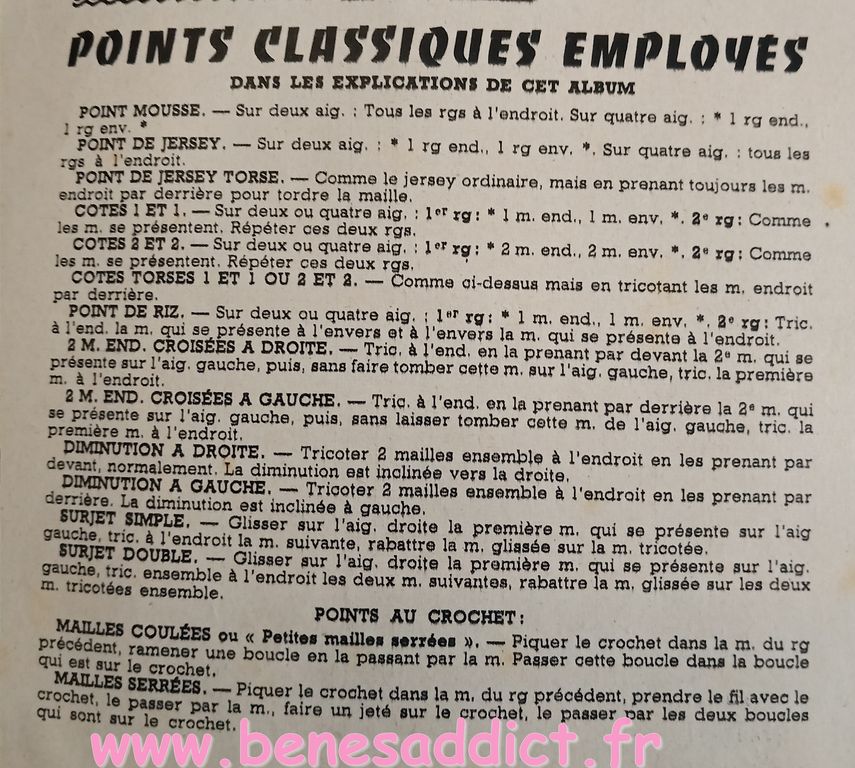 POINTS CLASSIQUES EMPLOYÉS
DANS LES EXPLICATIONS DE CET ALBUM
POINT MOUSSE. — Sur deux aig. : Tous les rgs à l'endroit. Sur quatre aig. : * 1 rg end.,
1 rg env. *
POINT DE JERSEY. — Sur deux aig. : * 1 rg end., 1 rg env. *. Sur quatre aig. : tous les
rgs à l'endroit.
POINT DE JERSEY TORSE. — Comme le jersey ordinaire, mais en prenant toujours les m.
endroit par derrière pour tordre la maille.
COTES 1 ET 1. — Sur deux ou quatre aig. : 1er rg : * 1 m. end., 1 m. env. *. 2e rg : Comme
les m. se présentent. Répéter ces deux rgs.
COTES 2 ET 2. — Sur deux ou quatre aig. : 1er rg : * 2 m. end., 2 m. env. *. 2e rg : Comme
les m. se présentent. Répéter ces deux rgs.
COTES TORSES 1 ET 1 OU 2 ET 2. — Comme ci-dessus mais en tricotant les m. endroit
par derrière.
POINT DE RIZ. — Sur deux ou quatre aig. : 1er rg : * 1 m. end., 1 m. env. *. 2e rg : Tric.
à l'end. la m. qui se présente à l'envers et à l'envers la m. qui se présente à l'endroit.
2 M. END. CROISÉES A DROITE. — Tric. à l'end. en la prenant par devant la 2e m. qui se
présente sur l'aig. gauche, puis, sans faire tomber cette m. sur l'aig. gauche, tric. la première
m. à l'endroit.
2 M. END. CROISÉES A GAUCHE. — Tric. à l'end. en la prenant par derrière la 2e m. qui
se présente sur l'aig. gauche, puis, sans laisser tomber cette m. de l'aig. gauche, tric. la
première m. à l'endroit.
DIMINUTION A DROITE. — Tricoter 2 mailles ensemble à l'endroit en les prenant par
devant, normalement. La diminution est inclinée vers la droite.
DIMINUTION A GAUCHE. — Tricoter 2 mailles ensemble à l'endroit en les prenant par
derrière. La diminution est inclinée à gauche.
SURJET SIMPLE. — Glisser sur l'aig. droite la première m. qui se présente sur l'aig
gauche, tric. à l'endroit la m. suivante, rabattre la m. glissée sur la m. tricotée.
SURJET DOUBLE. — Glisser sur l'aig. droite la première m. qui se présente sur l'aig.
gauche, tric. ensemble à l'endroit les deux m. suivantes, rabattre la m. glissée sur les deux
m. tricotées ensemble.
POINTS AU CROCHET :
MAILLES COULÉES ou « Petites mailles serrées ». — Piquer le crochet dans la m. du rg
précédent, ramener une boucle en la passant par la m. Passer cette boucle dans la boucle
qui est sur le crochet.
MAILLES SERRÉES. — Piquer le crochet dans la m. du rg précédent, prendre le fil avec le
crochet, le passer par la m., faire un jeté sur le crochet, le passer par les deux boucles
qui sont sur le crochet.
www.benesaddict.fr